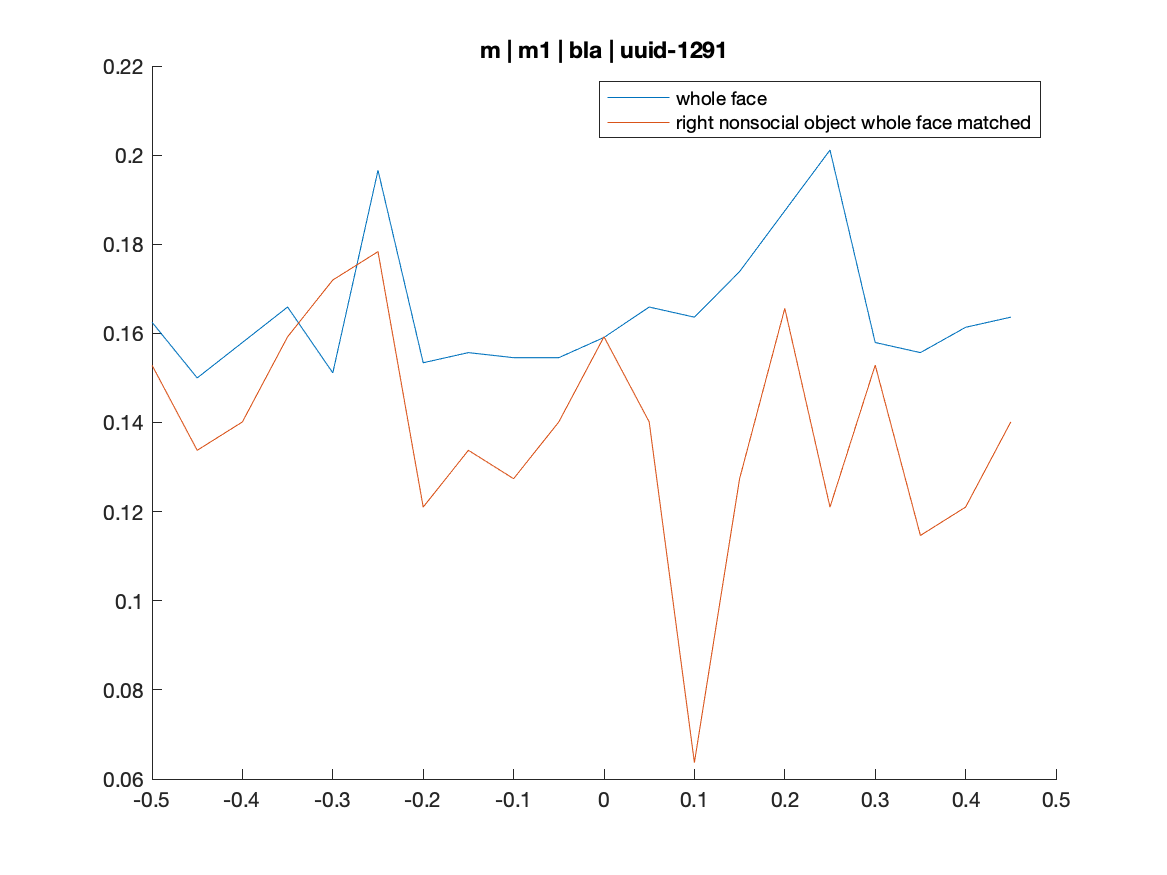 m | m1 | bla | uuid-1291
whole face
right nonsocial object whole face matched
0.22
0.2
0.18
0.16
0.14
0.12
0.1
0.08
0.06
-0.5 -0.4 -0.3 -0.2 -0.1 0 0.1 0.2 0.3 0.4 0.5